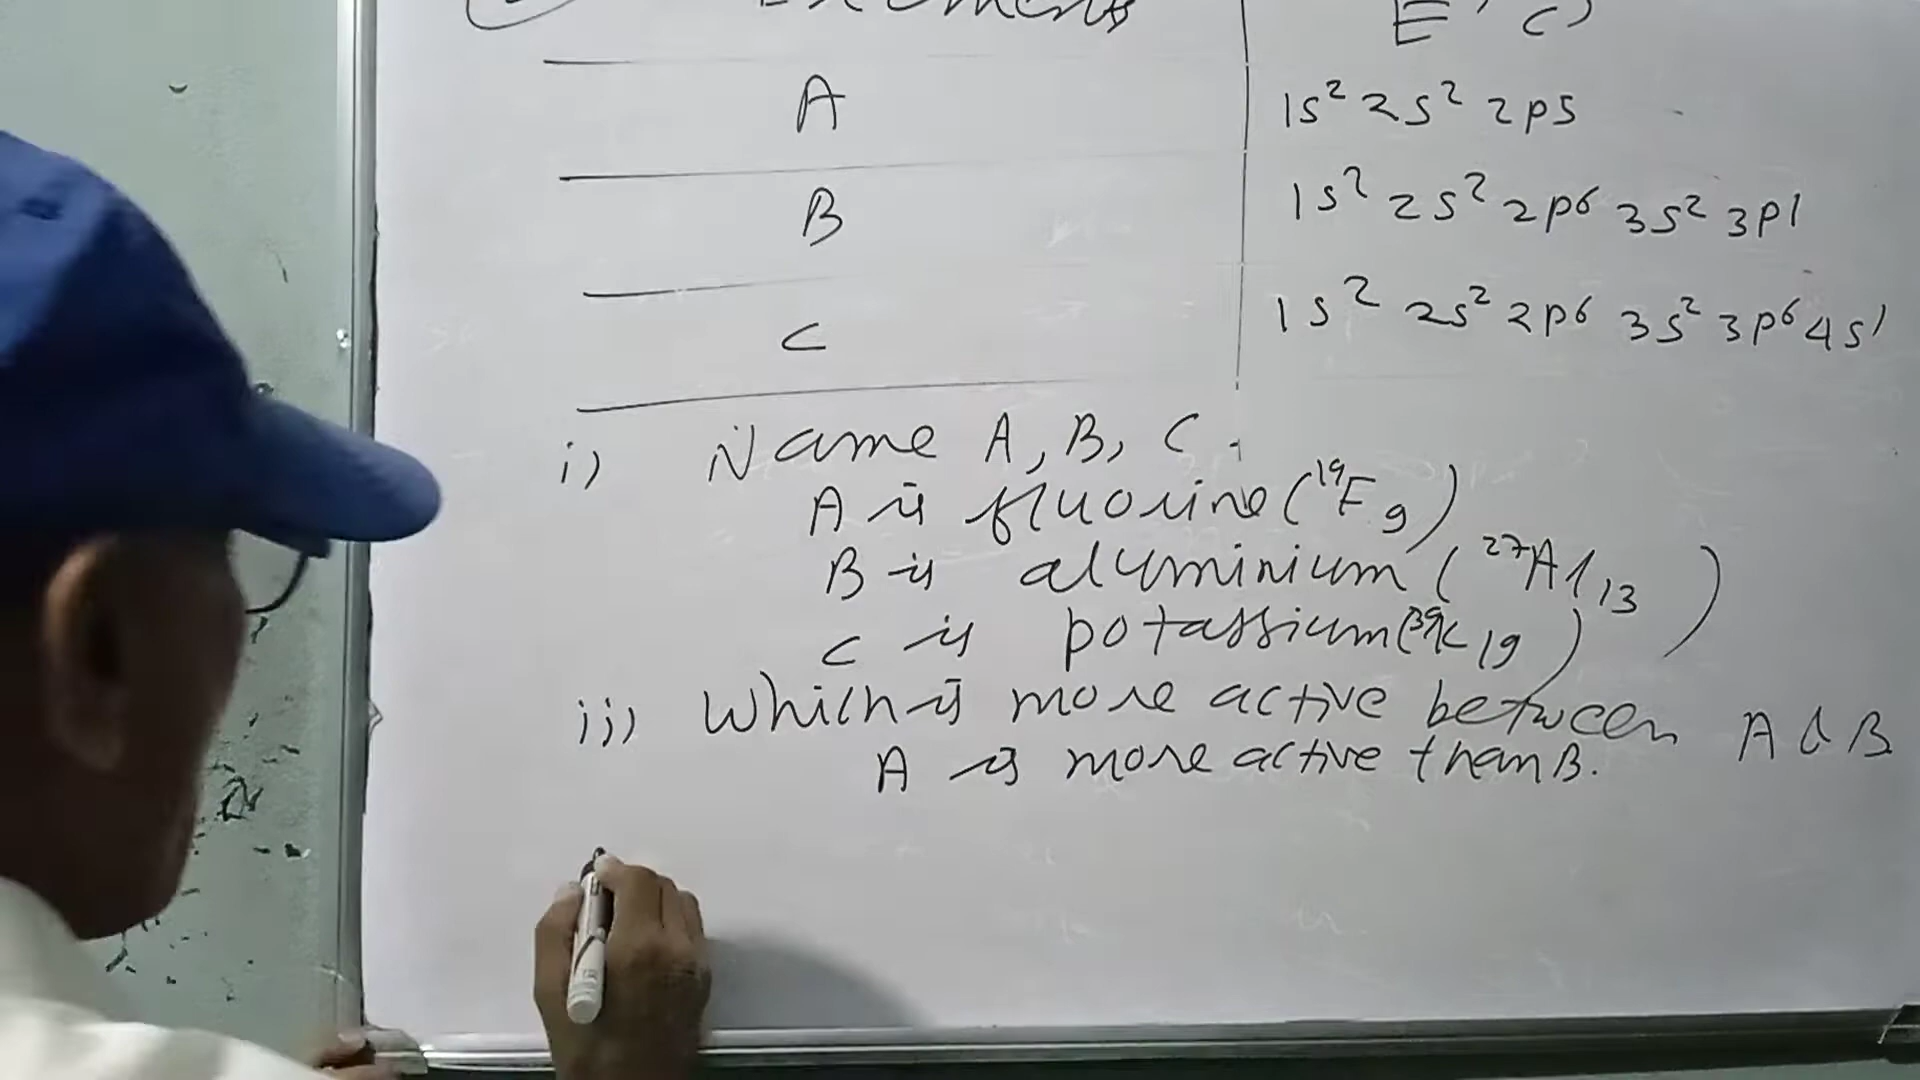 Elements E.C)
A 1s² 2s² 2p5
B 1s² 2s² 2p⁶ 3s² 3p1
C 1s² 2s² 2p⁶ 3s² 3p⁶ 4s¹
i) Name A, B, C.
A is fluorine (¹⁹F₉)
B is aluminium (²⁷Al₁₃)
C is potassium (³⁹K₁₉)
ii) Which is more active between A & B
A is more active than B.